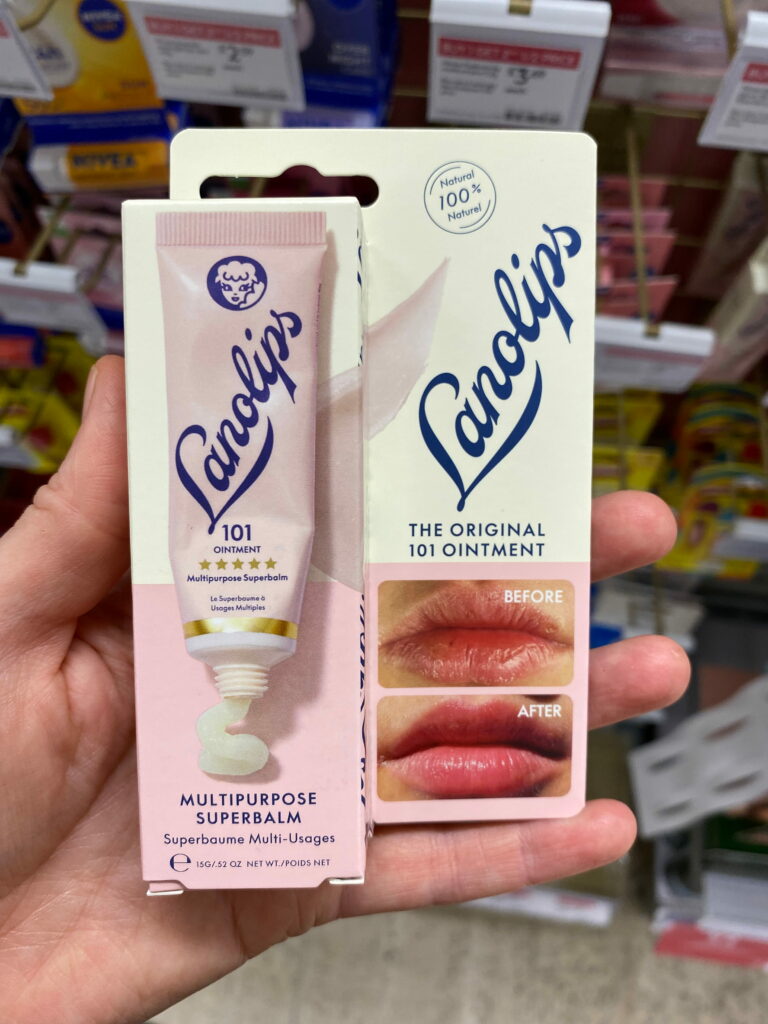 NIVEA
NIVEA
Natural
100%
Naturel
Lanolips
THE ORIGINAL
101 OINTMENT
BEFORE
AFTER
Lanolips
101
OINTMENT
Multipurpose Superbalm
Le Superbaume à
Usages Multiples
MULTIPURPOSE
SUPERBALM
Superbaume Multi-Usages
e 15G/.52 OZ NET WT./POIDS NET